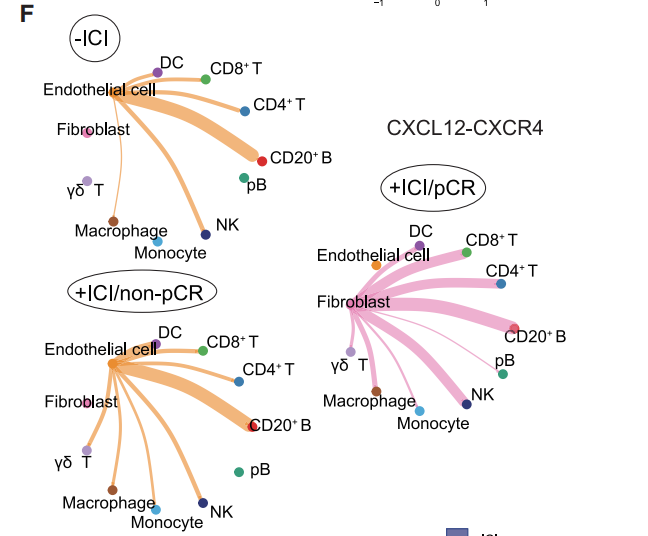 F
−1 0 1
-ICI
DC
CD8+ T
Endothelial cell
CD4+ T
Fibroblast
CD20+ B
γδ T
pB
Macrophage
NK
Monocyte
CXCL12-CXCR4
+ICI/pCR
DC
CD8+ T
Endothelial cell
CD4+ T
Fibroblast
CD20+ B
γδ T
pB
Macrophage
NK
Monocyte
+ICI/non-pCR
DC
CD8+ T
Endothelial cell
CD4+ T
Fibroblast
CD20+ B
γδ T
pB
Macrophage
NK
Monocyte